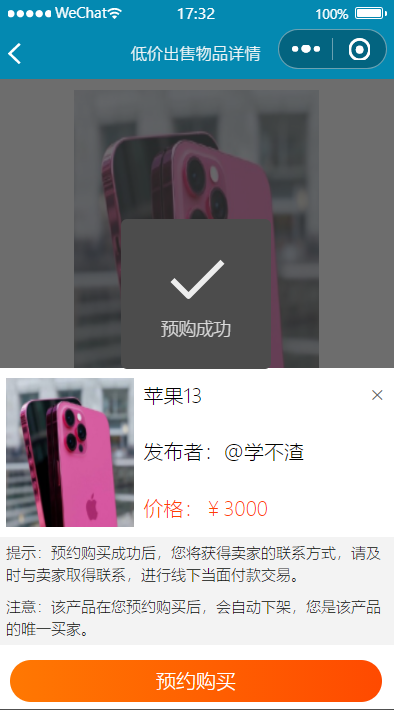 WeChat 17:32 100%
低价出售物品详情
预购成功
苹果13
发布者：@学不渣
价格：￥3000
提示：预约购买成功后，您将获得卖家的联系方式，请及
时与卖家取得联系，进行线下当面付款交易。
注意：该产品在您预约购买后，会自动下架，您是该产品
的唯一买家。
预约购买